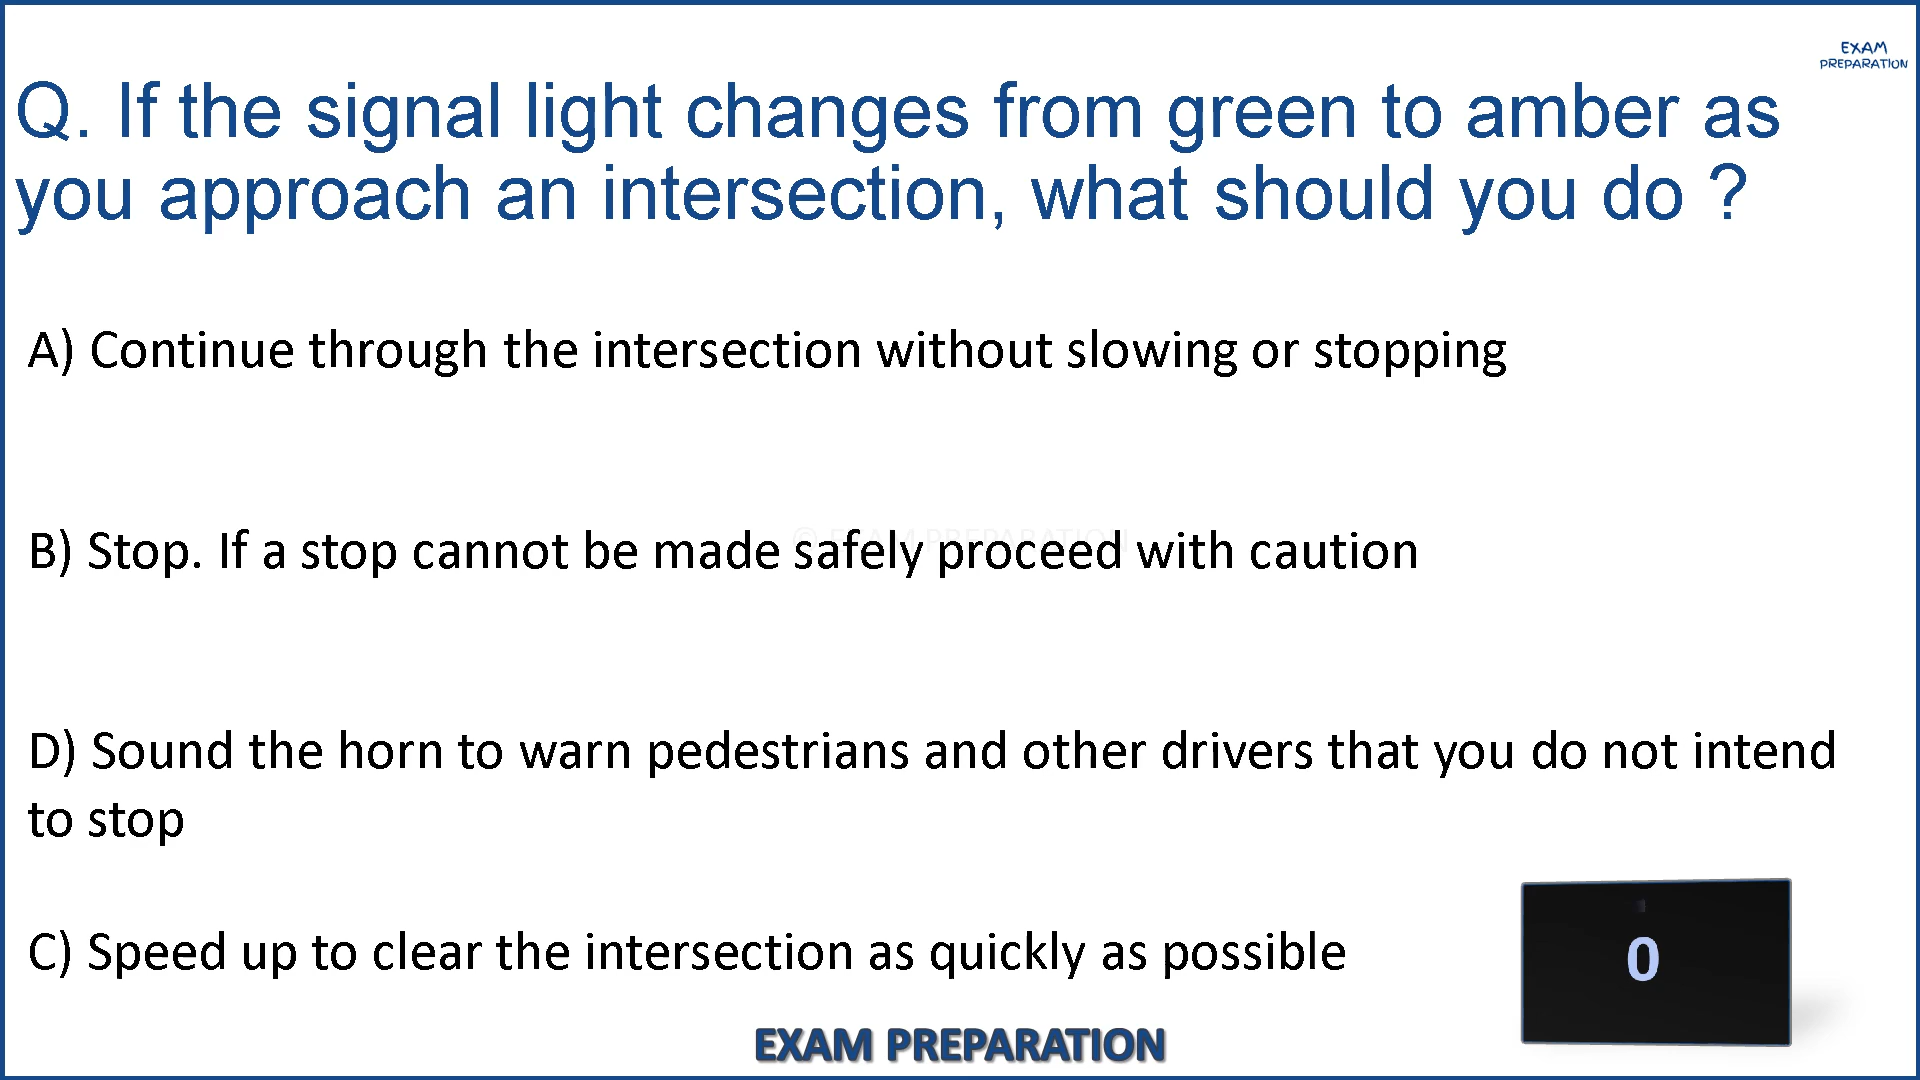 EXAM
PREPARATION
Q. If the signal light changes from green to amber as
you approach an intersection, what should you do ?
A) Continue through the intersection without slowing or stopping
© EXAM PREPARATION
B) Stop. If a stop cannot be made safely proceed with caution
D) Sound the horn to warn pedestrians and other drivers that you do not intend
to stop
C) Speed up to clear the intersection as quickly as possible
0
EXAM PREPARATION